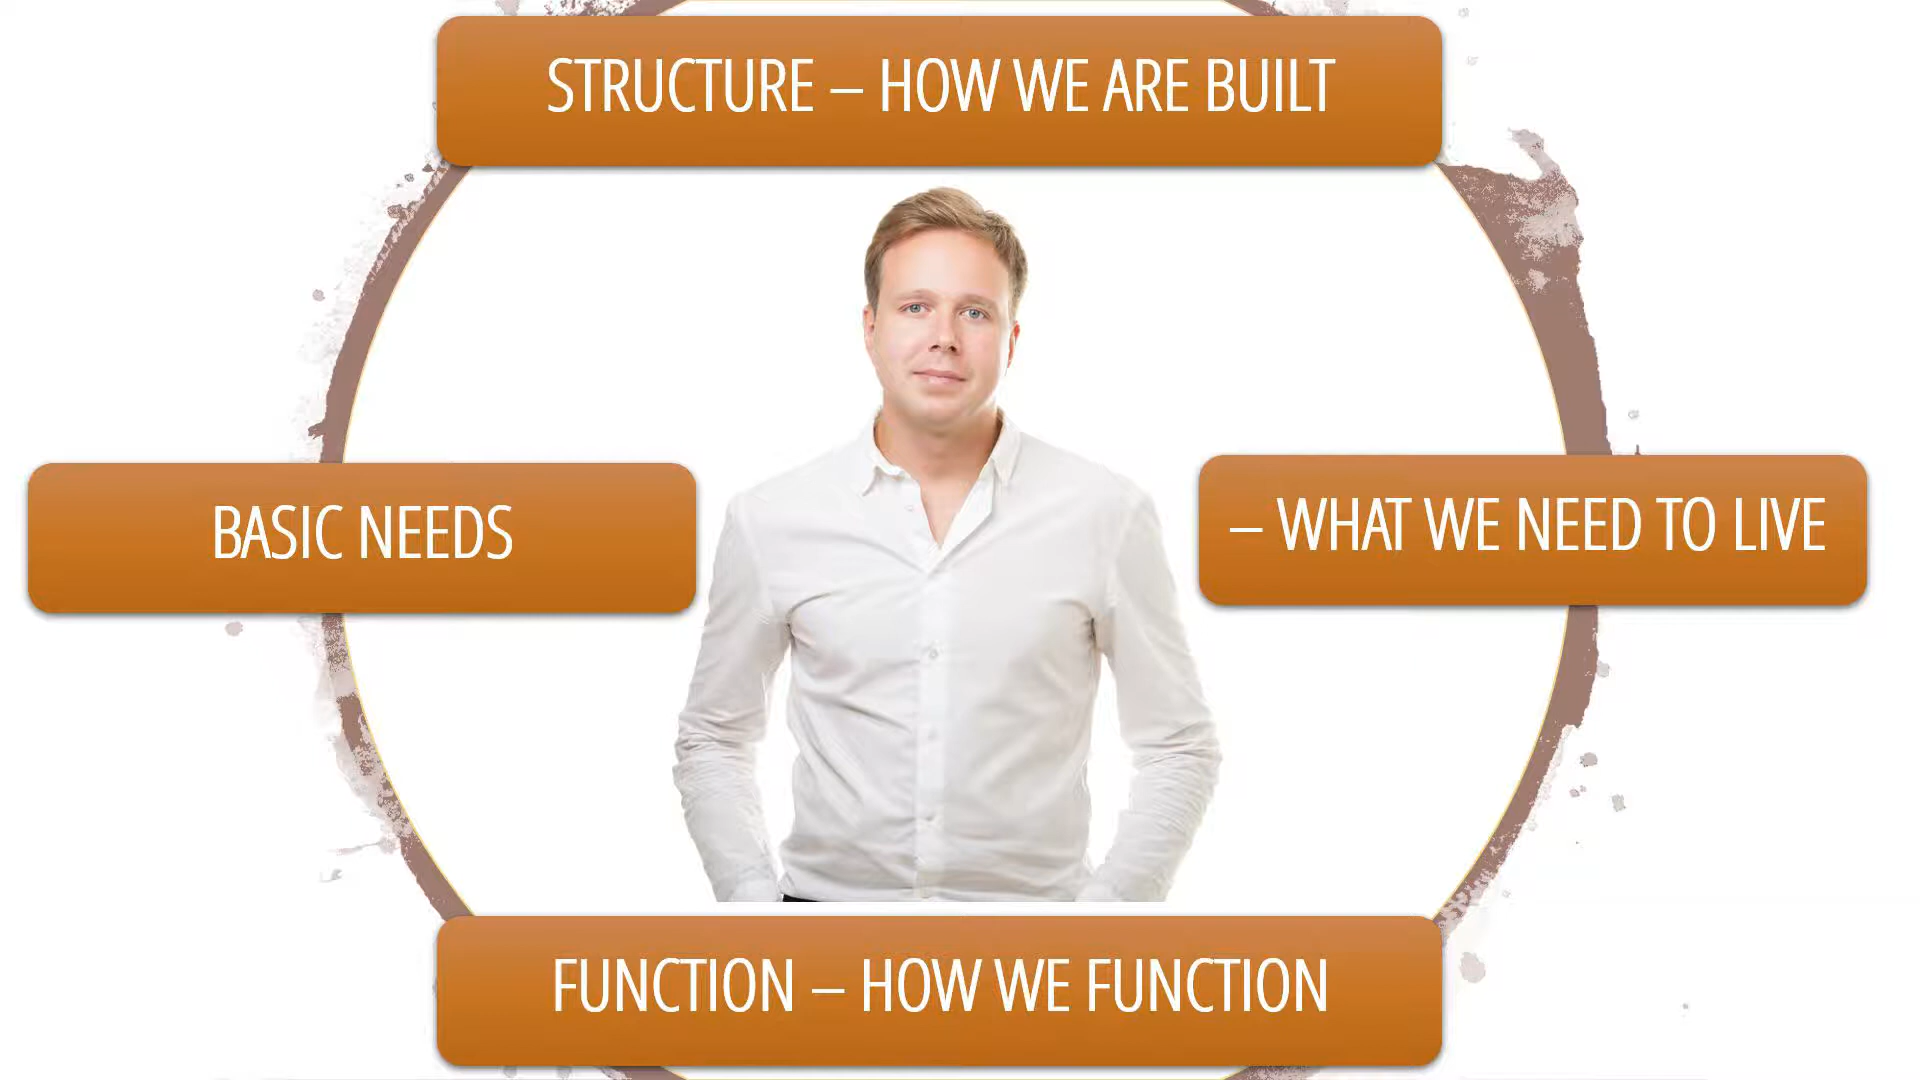 STRUCTURE – HOW WE ARE BUILT
BASIC NEEDS
– WHAT WE NEED TO LIVE
FUNCTION – HOW WE FUNCTION